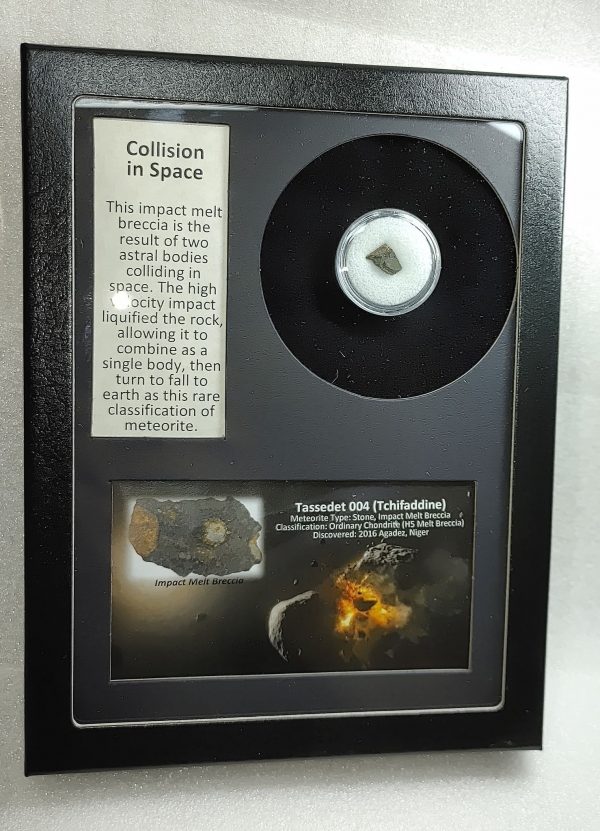 Collision
in Space
This impact melt
breccia is the
result of two
astral bodies
colliding in
space. The high
velocity impact
liquified the rock,
allowing it to
combine as a
single body, then
turn to fall to
earth as this rare
classification of
meteorite.
Tassedet 004 (Tchifaddine)
Meteorite Type: Stone, Impact Melt Breccia
Classification: Ordinary Chondrite (H5 Melt Breccia)
Discovered: 2016 Agadez, Niger
Impact Melt Breccia